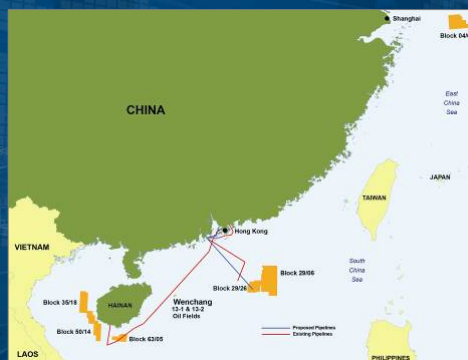 Shanghai
Block 04/
East
China
Sea
CHINA
TAIWAN
JAPAN
Hong Kong
VIETNAM
South
China
Sea
Block 29/06
Block 29/26
Wenchang
13-1 & 13-2
Oil Fields
HAINAN
Block 35/18
Block 50/14
Block 63/05
Proposed Pipelines
Existing Pipelines
LAOS
PHILIPPINES